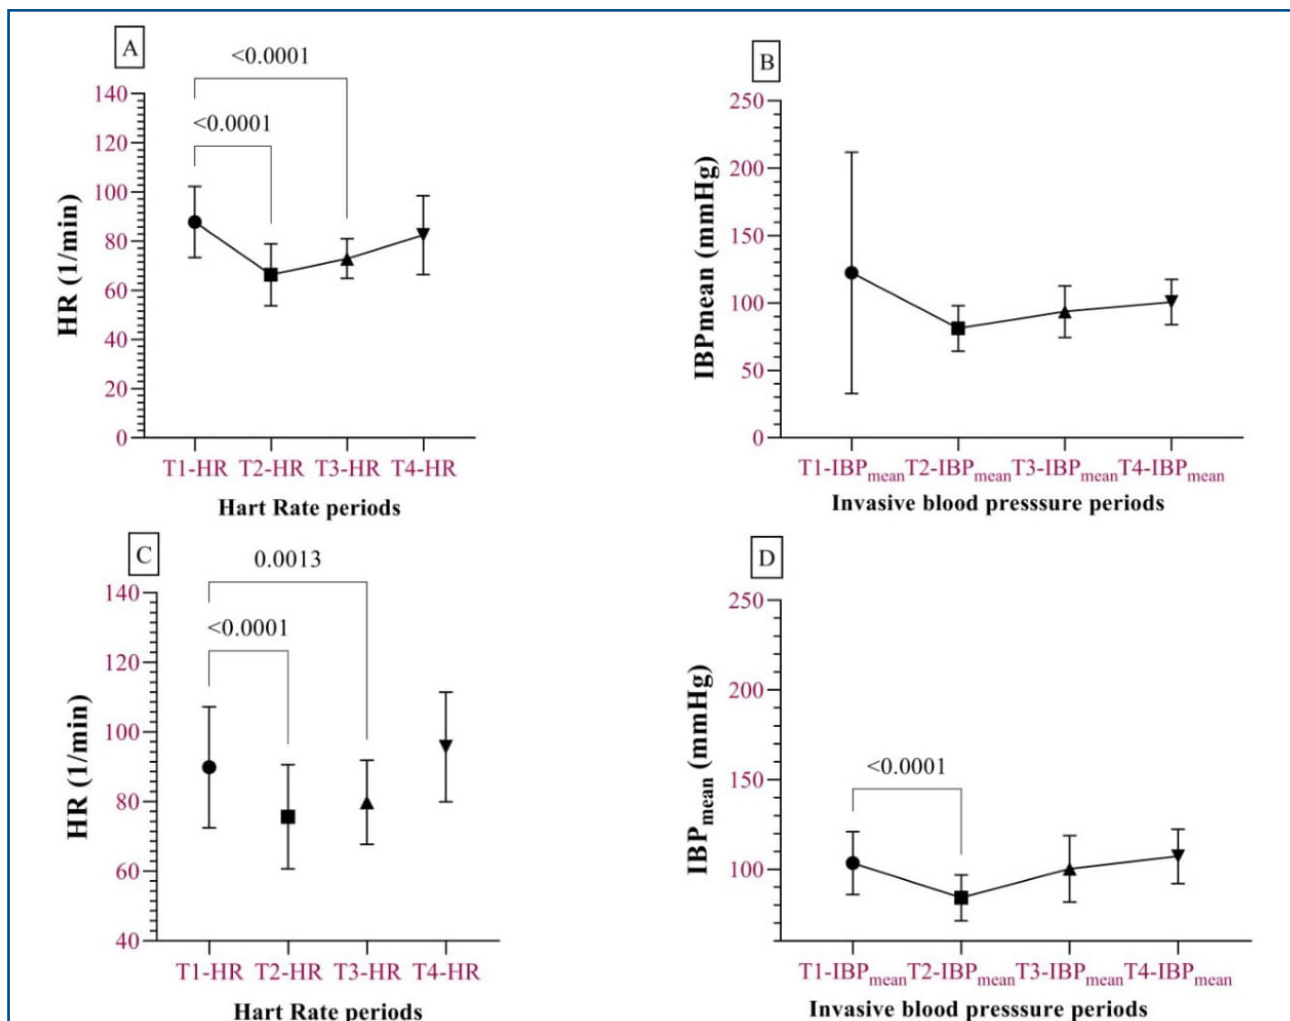 A
<0.0001
<0.0001
140
120
100
80
60
40
20
0
HR (1/min)
T1-HR T2-HR T3-HR T4-HR
Hart Rate periods
B
250
200
150
100
50
0
IBPmean (mmHg)
T1-IBPmean T2-IBPmean T3-IBPmean T4-IBPmean
Invasive blood presssure periods
C
0.0013
<0.0001
140
120
100
80
60
40
HR (1/min)
T1-HR T2-HR T3-HR T4-HR
Hart Rate periods
D
<0.0001
250
200
150
100
IBPmean (mmHg)
T1-IBPmean T2-IBPmean T3-IBPmean T4-IBPmean
Invasive blood presssure periods